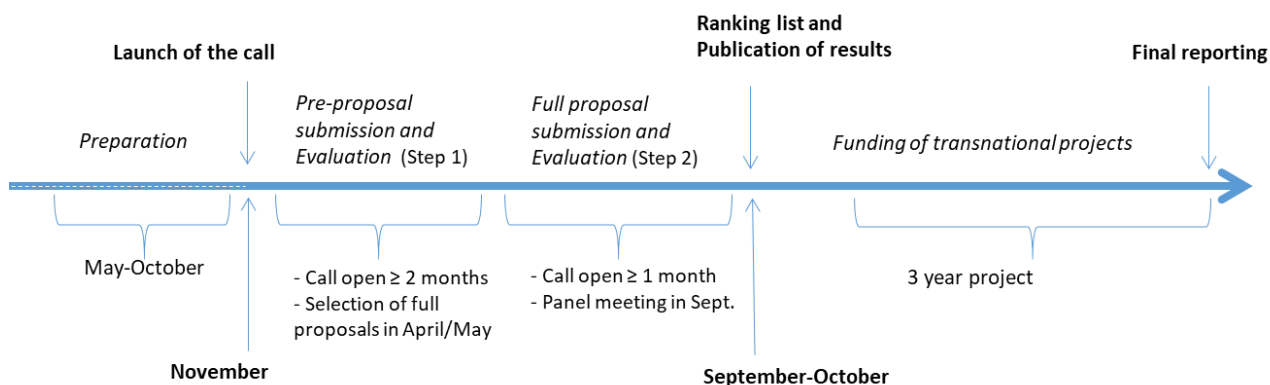 Launch of the call
Ranking list and
Publication of results
Final reporting
Preparation
Pre-proposal
submission and
Evaluation (Step 1)
Full proposal
submission and
Evaluation (Step 2)
Funding of transnational projects
May-October
- Call open ≥ 2 months
- Selection of full
proposals in April/May
- Call open ≥ 1 month
- Panel meeting in Sept.
3 year project
November
September-October